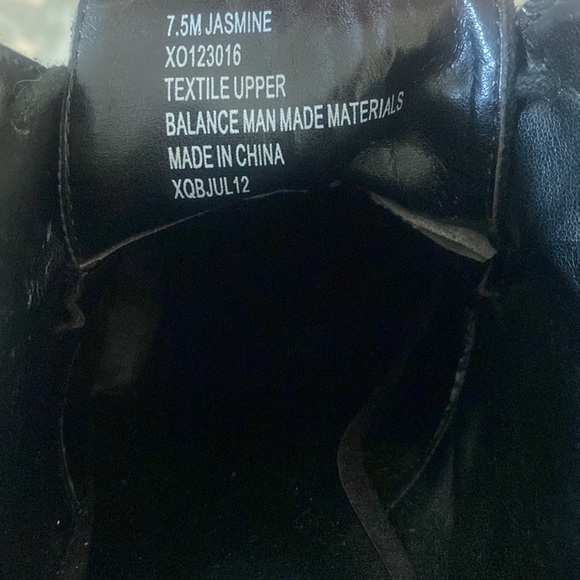 7.5M JASMINE
XO123016
TEXTILE UPPER
BALANCE MAN MADE MATERIALS
MADE IN CHINA
XQBJUL12